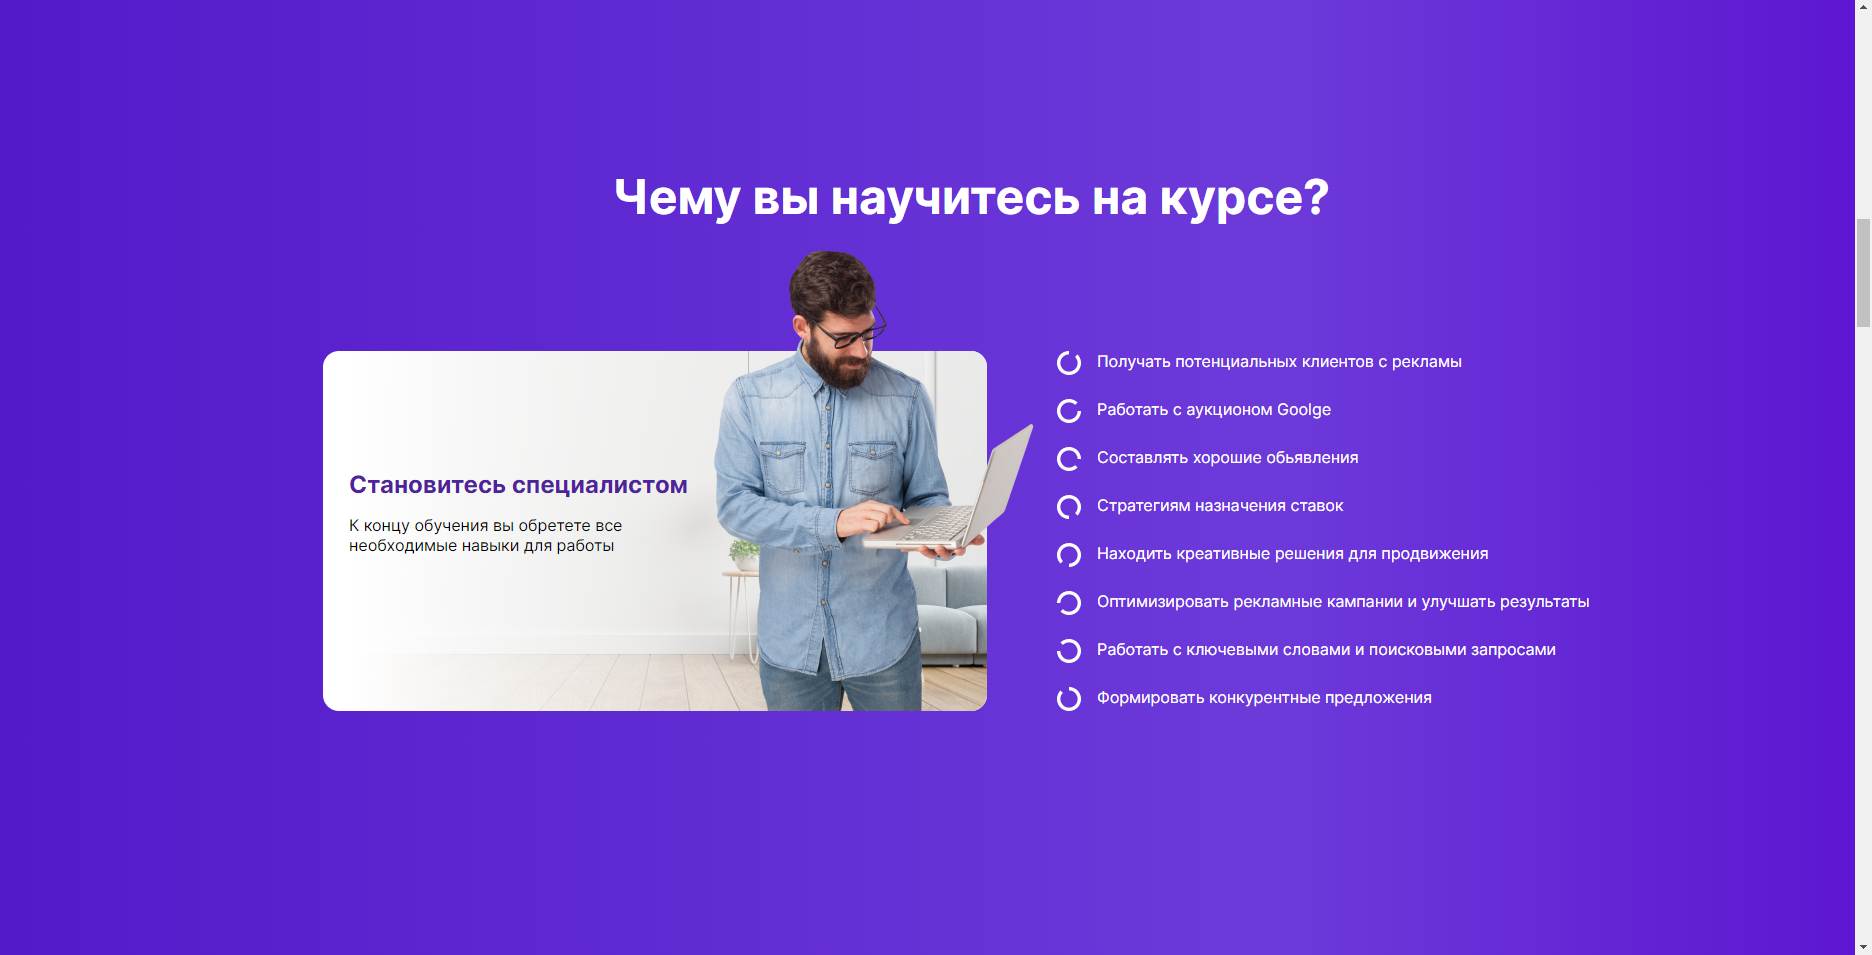 Чему вы научитесь на курсе?
Становитесь специалистом
К концу обучения вы обретете все
необходимые навыки для работы
Получать потенциальных клиентов с рекламы
Работать с аукционом Goolge
Составлять хорошие обьявления
Стратегиям назначения ставок
Находить креативные решения для продвижения
Оптимизировать рекламные кампании и улучшать результаты
Работать с ключевыми словами и поисковыми запросами
Формировать конкурентные предложения